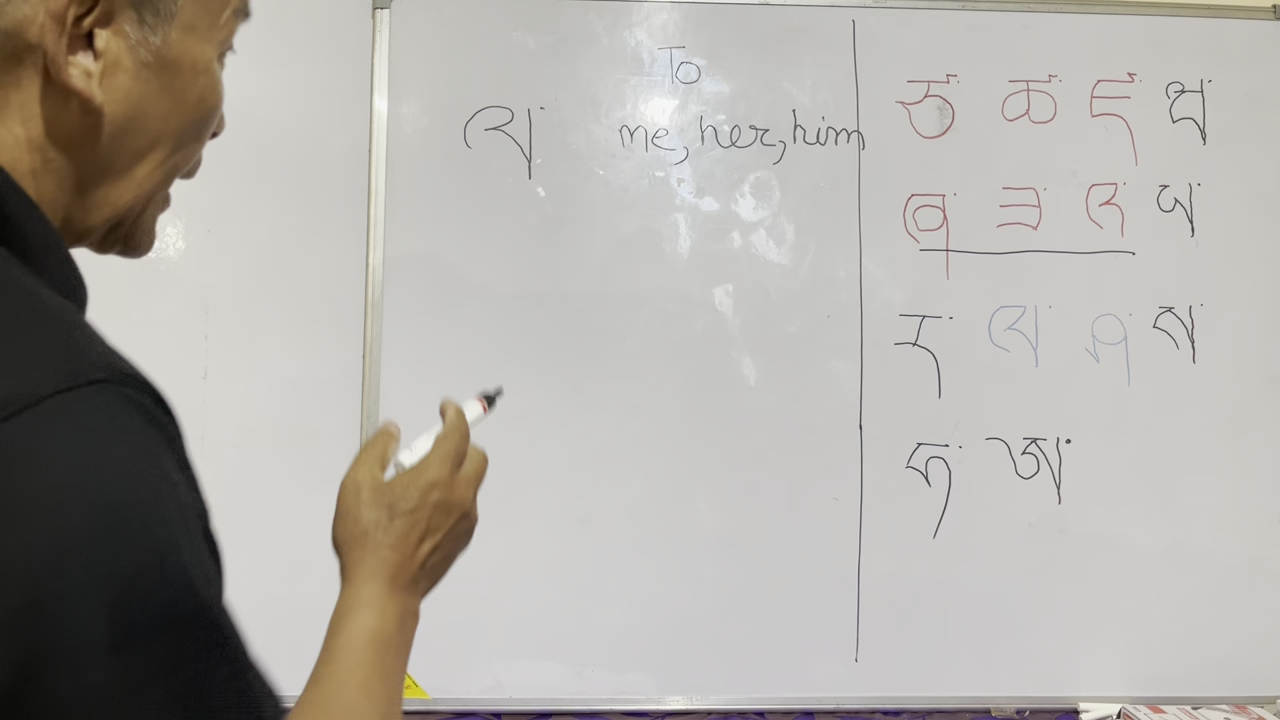 To
ལ་ me, her, him
ཙ་ ཚ་ ཛ་ ཝ་
ཞ་ ཟ་ འ་ ཡ་
ར་ ལ་ ཤ་ ས་
ཧ་ ཨ་